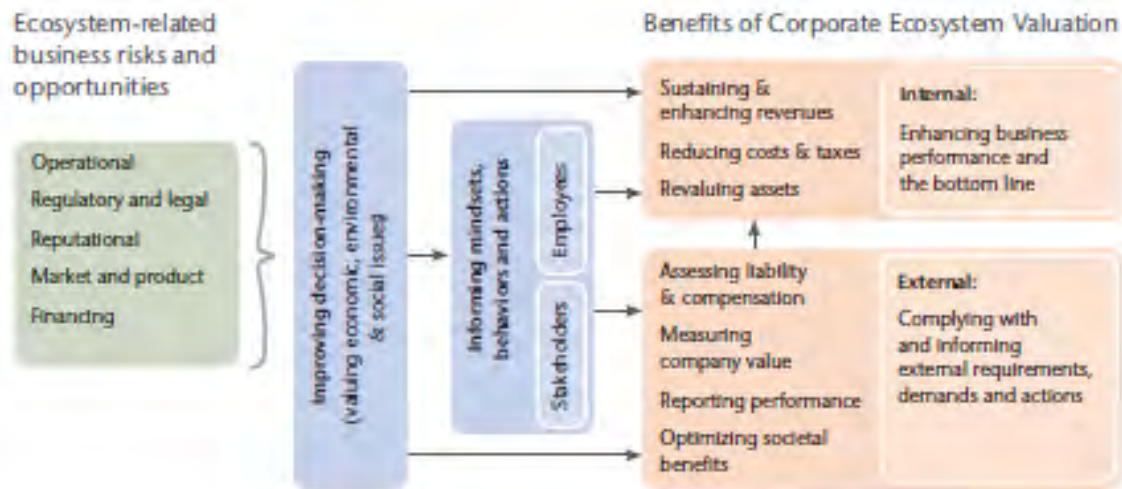 Ecosystem-related
business risks and
opportunities
Operational
Regulatory and legal
Reputational
Market and product
Financing
Improving decision-making
(valuing economic, environmental
& social issues)
Informing mindsets,
behaviors and actions
Employees
Stakeholders
Benefits of Corporate Ecosystem Valuation
Sustaining &
enhancing revenues
Reducing costs & taxes
Revaluing assets
Internal:
Enhancing business
performance and
the bottom line
Assessing liability
& compensation
Measuring
company value
Reporting performance
Optimizing societal
benefits
External:
Complying with
and informing
external requirements,
demands and actions